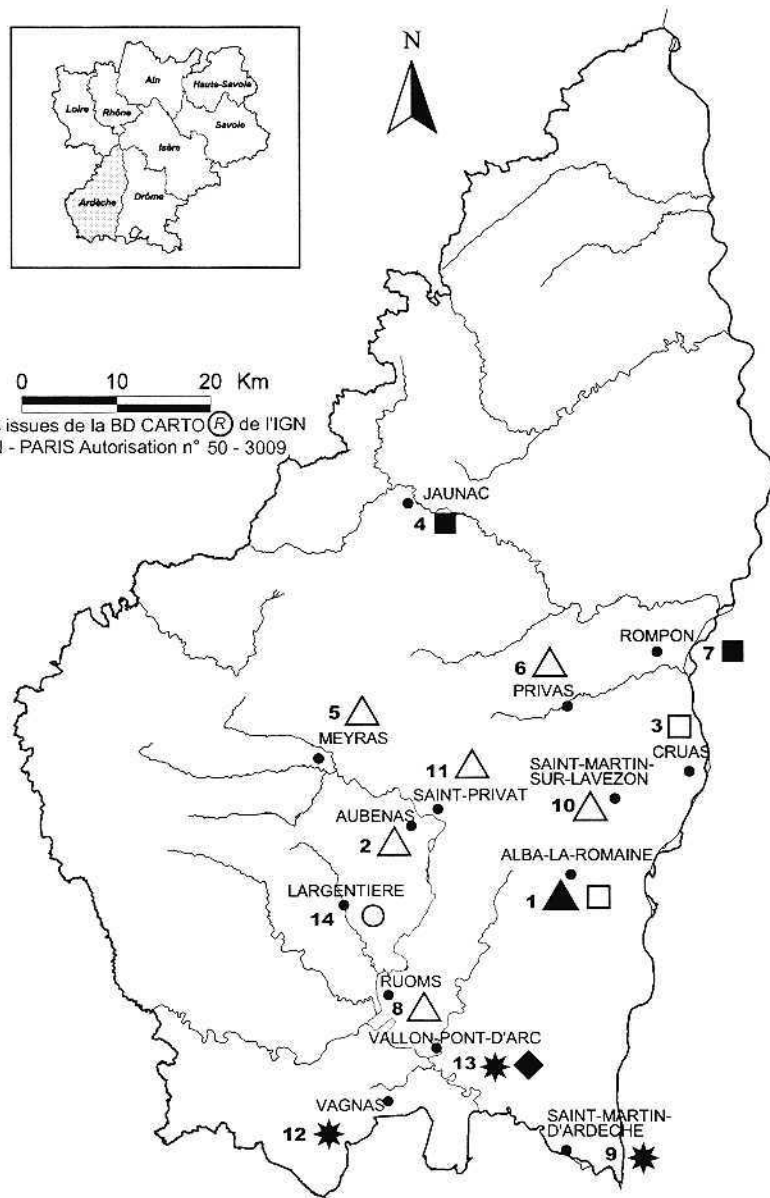 N
Ain
Haute-Savoie
Loire
Rhône
Savoie
Isère
Ardèche
Drôme
0 10 20 Km
issues de la BD CARTO R de l'IGN
- PARIS Autorisation n° 50 - 3009
JAUNAC
4
ROMPON
7
6
PRIVAS
5
MEYRAS
3
CRUAS
11
SAINT-PRIVAT
SAINT-MARTIN-
SUR-LAVEZON
10
AUBENAS
2
ALBA-LA-ROMAINE
1
LARGENTIERE
14
RUOMS
8
VALLON-PONT-D'ARC
13
VAGNAS
12
SAINT-MARTIN-
D'ARDECHE
9